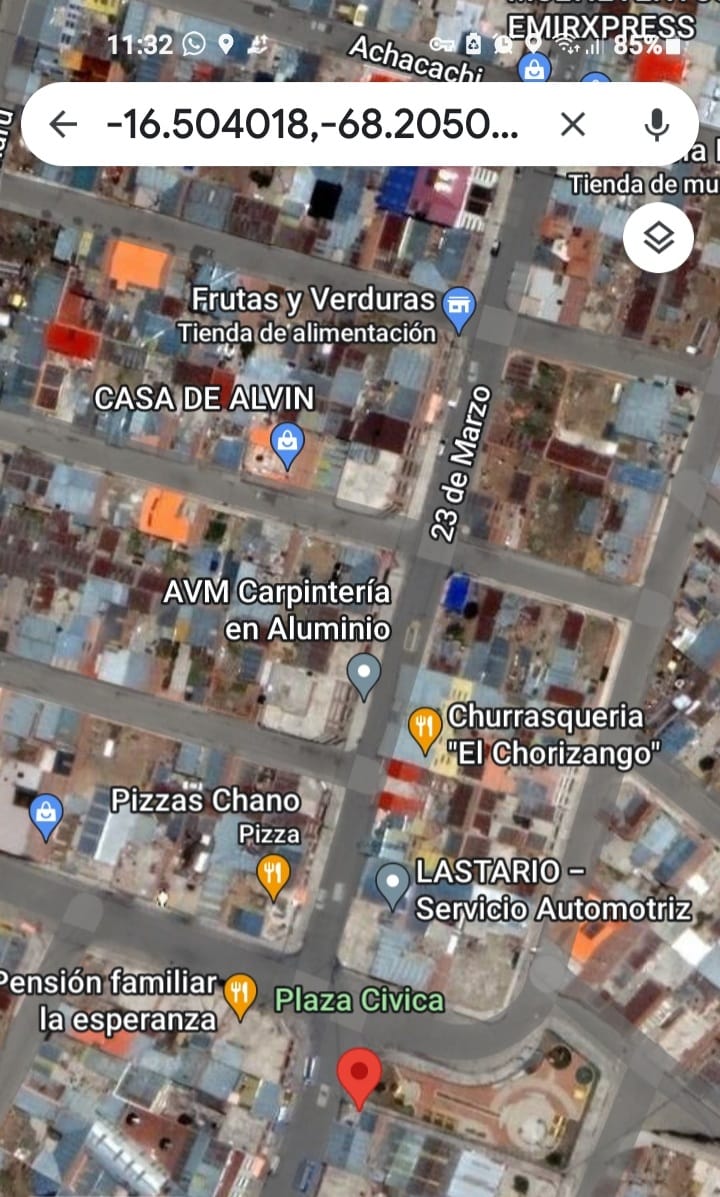 EMIRXPRESS
11:32
85%
Achacachi
-16.504018,-68.2050...
Tienda de mu
Frutas y Verduras
Tienda de alimentación
CASA DE ALVIN
23 de Marzo
AVM Carpintería
en Aluminio
Churrasqueria
"El Chorizango"
Pizzas Chano
Pizza
LASTARIO –
Servicio Automotriz
Pensión familiar
la esperanza
Plaza Civica